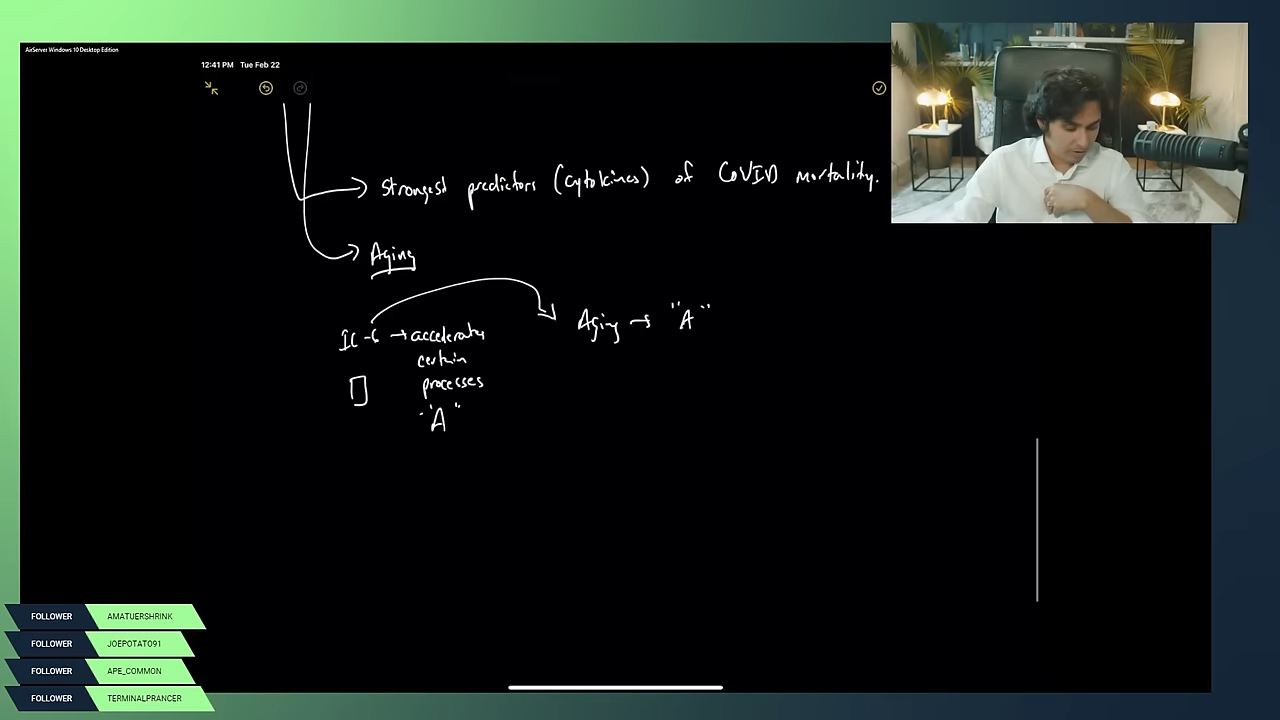 AirServer Windows 10 Desktop Edition
12:41 PM Tue Feb 22
→ Strongest predictors (cytokines) of COVID mortality.
→ Aging
IL-6 → accelerates
certain
processes
"A"
Aging → "A"
FOLLOWER AMATUERSHRINK
FOLLOWER JOEPOTATO91
FOLLOWER APE_COMMON
FOLLOWER TERMINALPRANCER